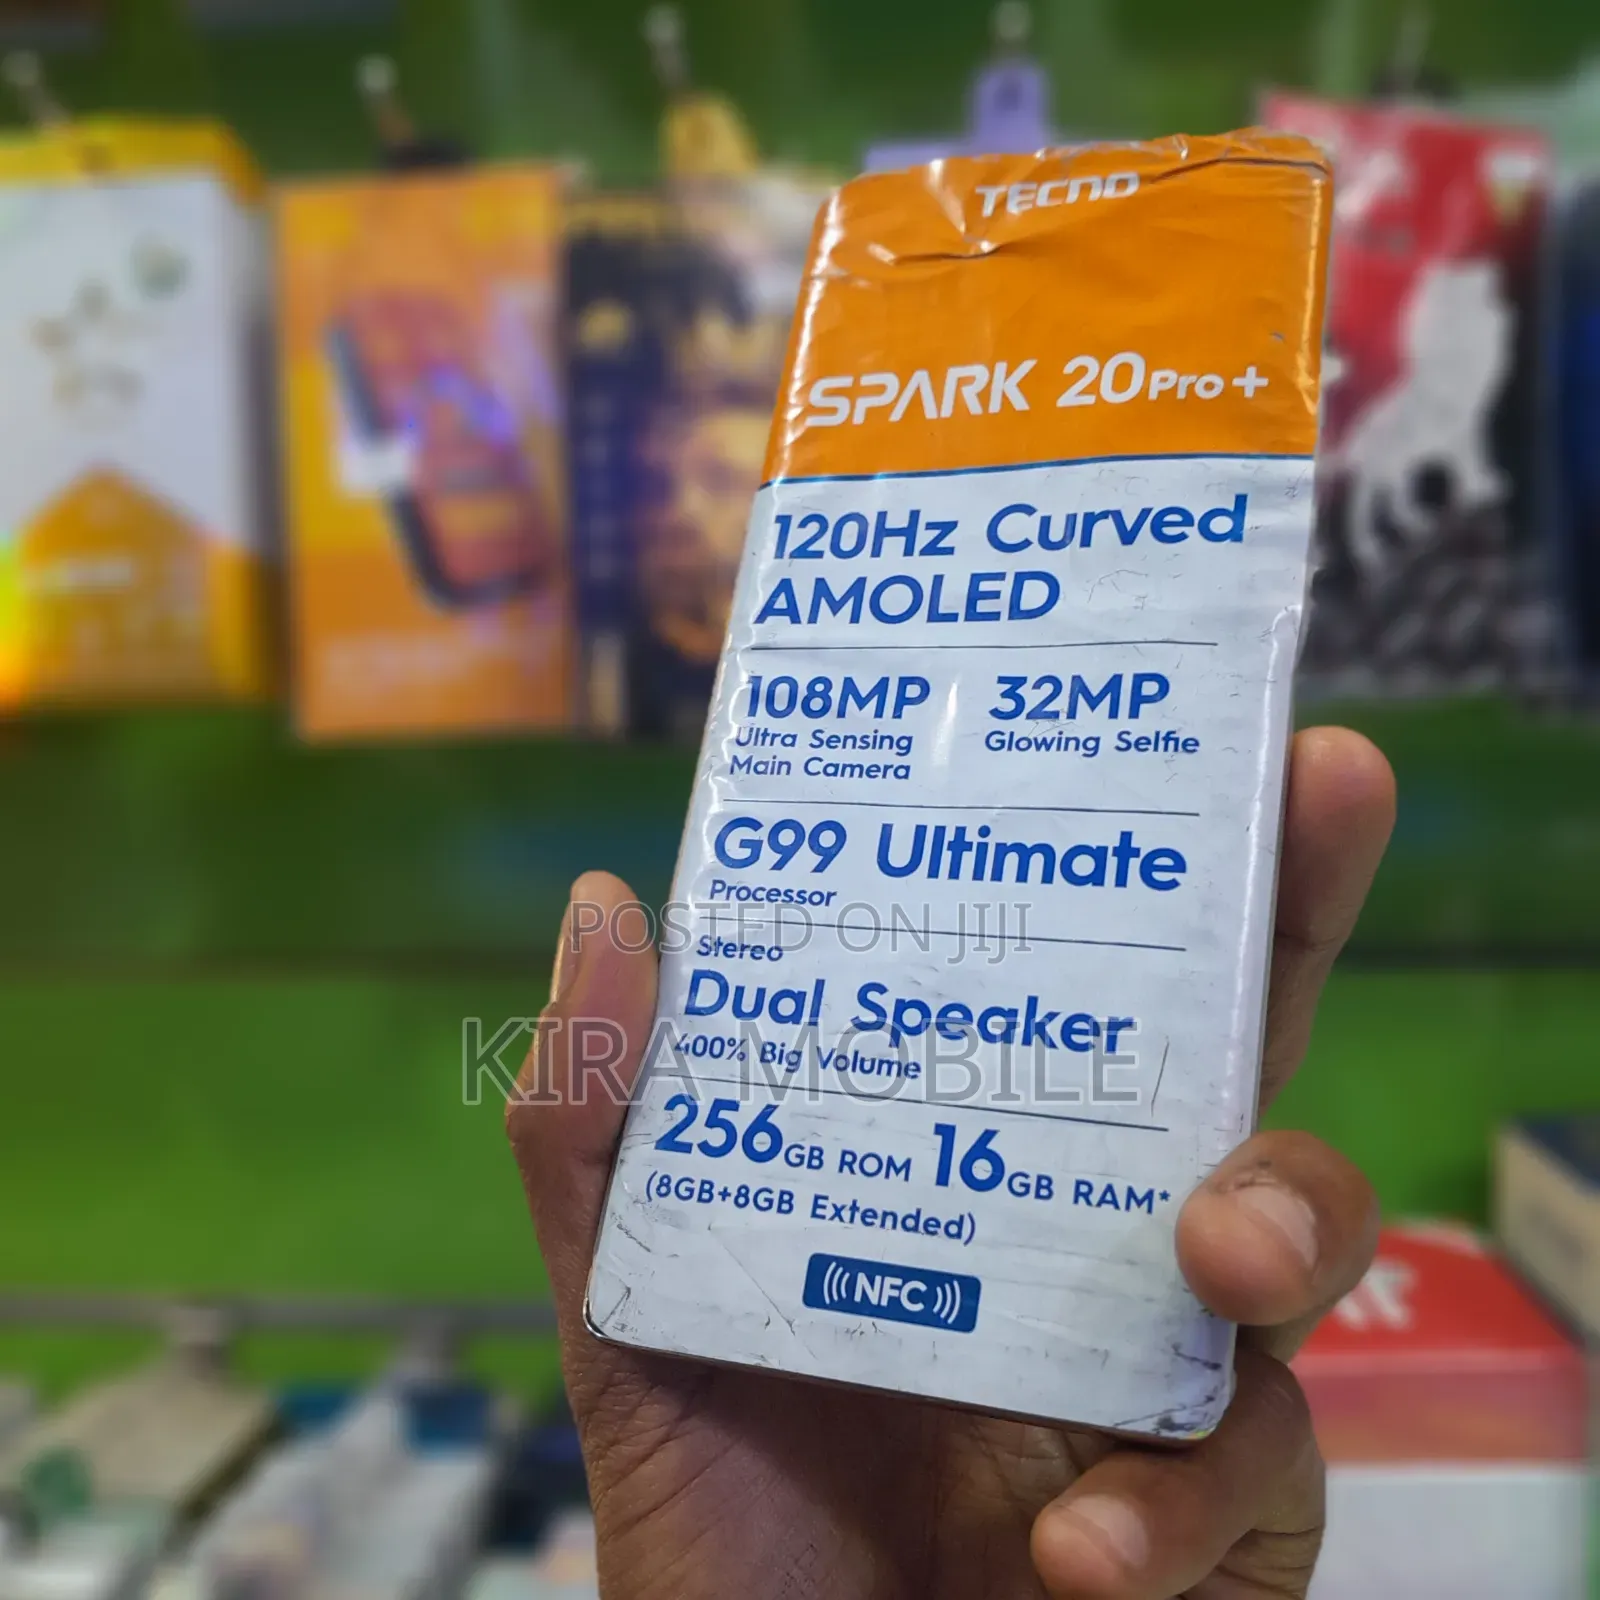 TECNO
SPARK 20Pro+
120Hz Curved
AMOLED
108MP
Ultra Sensing
Main Camera
32MP
Glowing Selfie
G99 Ultimate
Processor
POSTED ON JIJI
Stereo
Dual Speaker
KIRA MOBILE
400% Big Volume
256GB ROM 16GB RAM*
(8GB+8GB Extended)
NFC